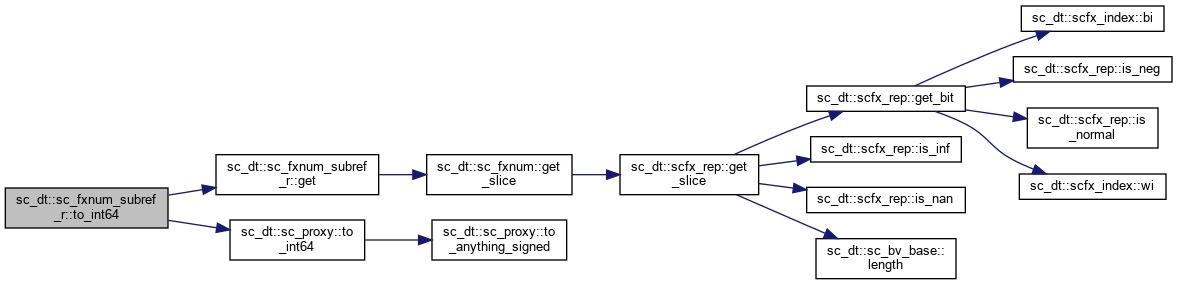 sc_dt::sc_fxnum_subref
_r::to_int64
sc_dt::sc_fxnum_subref
_r::get
sc_dt::sc_proxy::to
_int64
sc_dt::sc_fxnum::get
_slice
sc_dt::sc_proxy::to
_anything_signed
sc_dt::scfx_rep::get
_slice
sc_dt::scfx_rep::get_bit
sc_dt::scfx_rep::is_inf
sc_dt::scfx_rep::is_nan
sc_dt::sc_bv_base::
length
sc_dt::scfx_index::bi
sc_dt::scfx_rep::is_neg
sc_dt::scfx_rep::is
_normal
sc_dt::scfx_index::wi